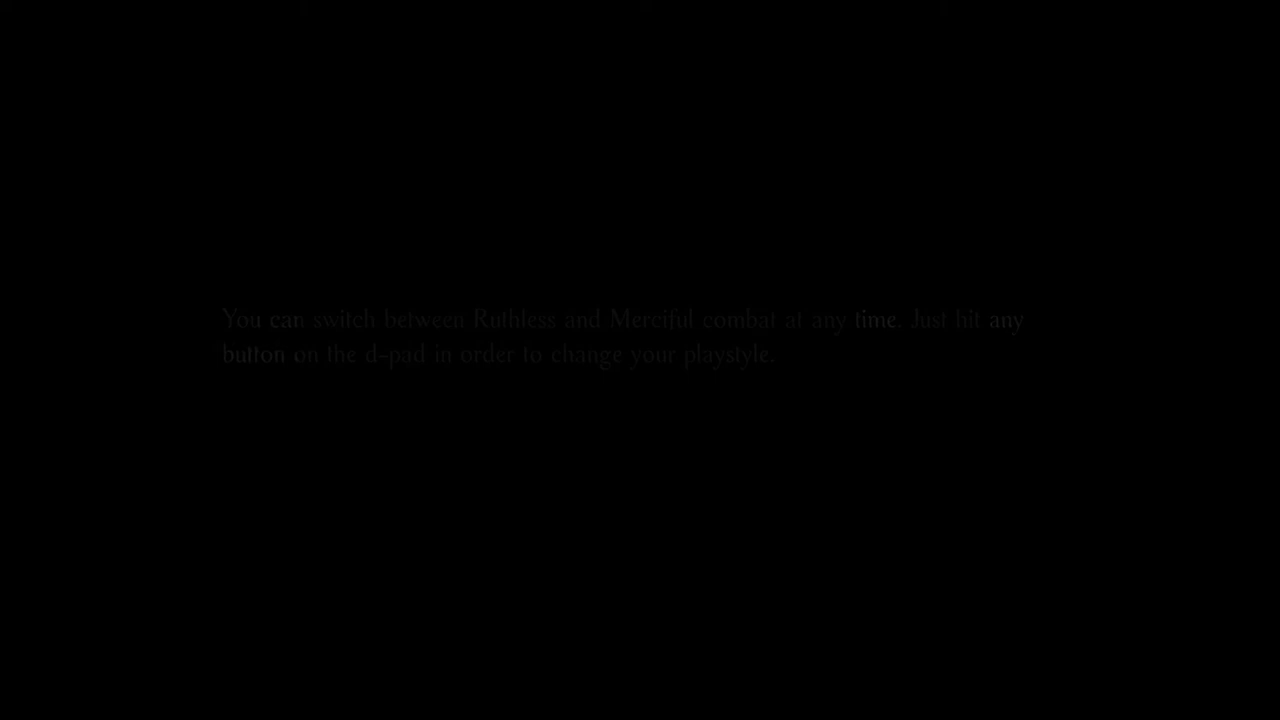 You can switch between Ruthless and Merciful combat at any time. Just hit any
button on the d-pad in order to change your playstyle.